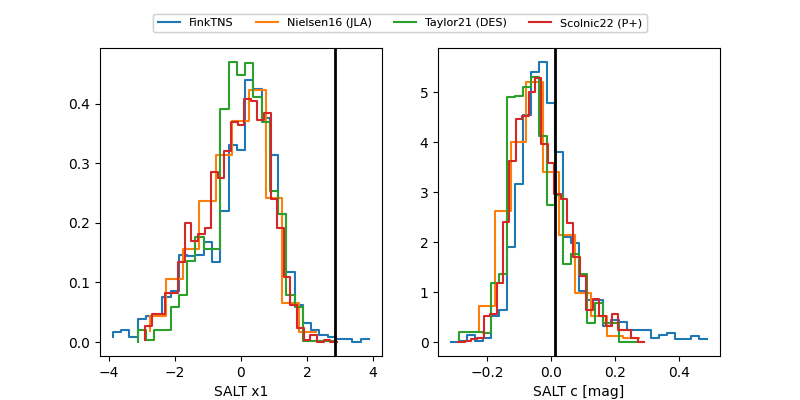 FinkTNS Nielsen16 (JLA) Taylor21 (DES) Scolnic22 (P+)
0.4
0.3
0.2
0.1
0.0
−4 −2 0 2 4
SALT x1
5
4
3
2
1
0
−0.2 0.0 0.2 0.4
SALT c [mag]